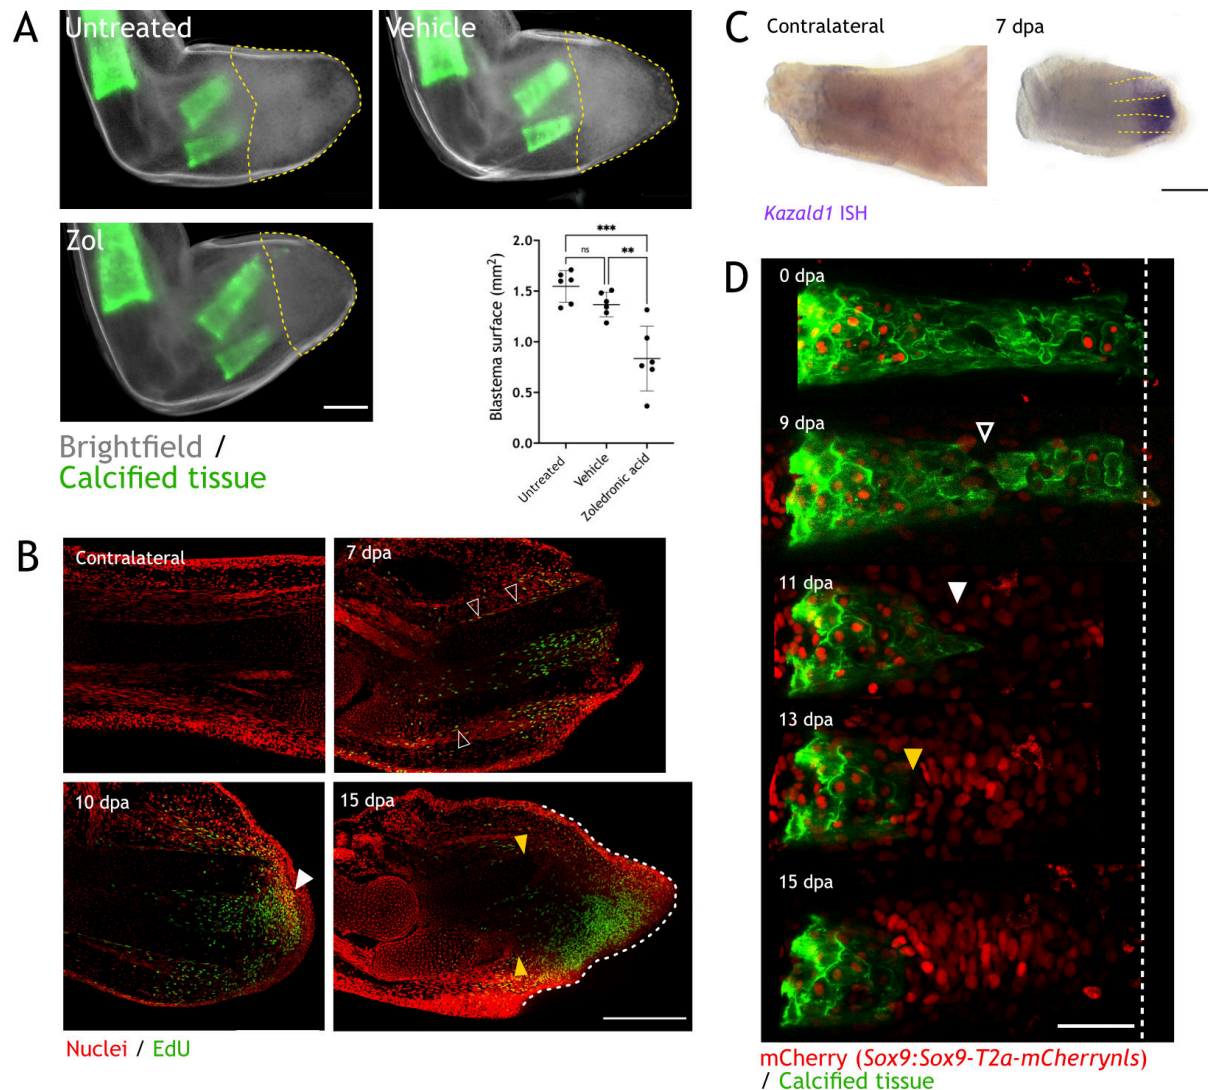 A
Untreated
Vehicle
Zol
Brightfield /
Calcified tissue
Blastema surface (mm²)
2.0
1.5
1.0
0.5
0.0
***
ns
**
Untreated
Vehicle
Zoledronic acid
B
Contralateral
7 dpa
10 dpa
15 dpa
Nuclei / EdU
C
Contralateral
7 dpa
Kazald1 ISH
D
0 dpa
9 dpa
11 dpa
13 dpa
15 dpa
mCherry (Sox9:Sox9-T2a-mCherrynls)
/ Calcified tissue